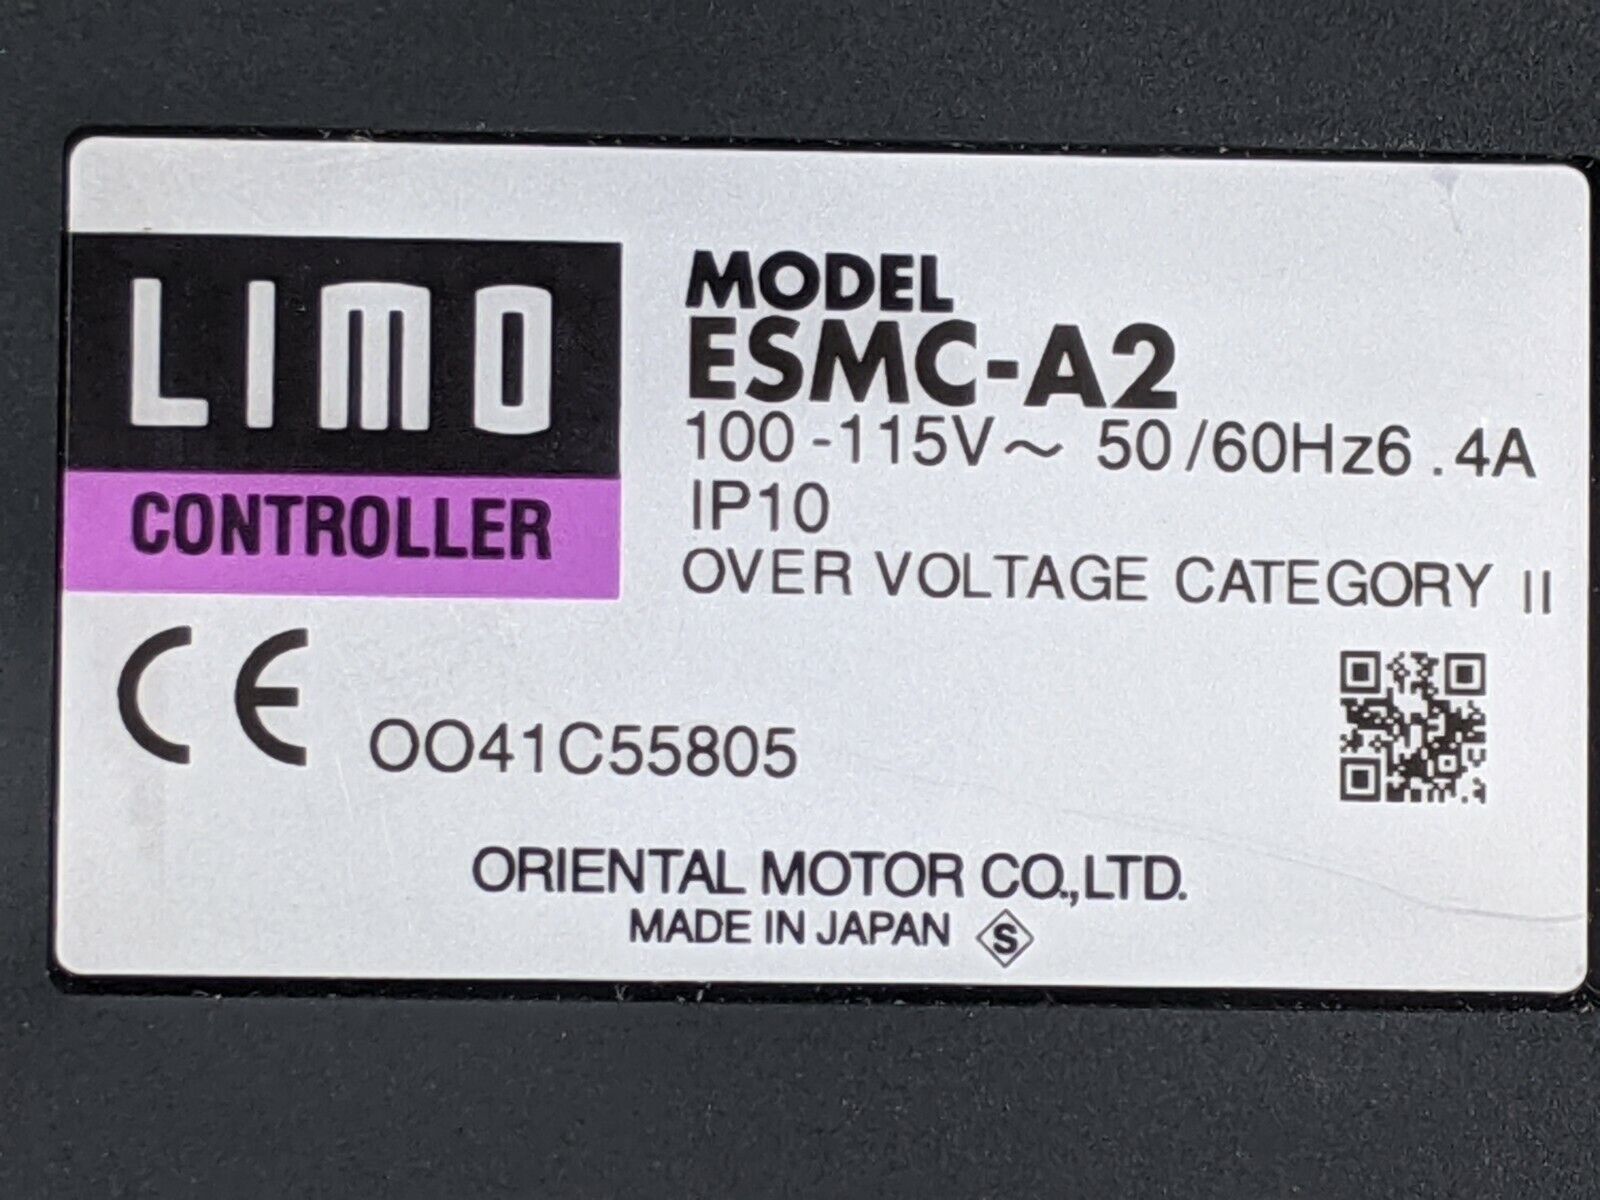 LIMO
CONTROLLER
MODEL
ESMC-A2
100-115V~ 50/60Hz6.4A
IP10
OVER VOLTAGE CATEGORY II
CE OO41C55805
ORIENTAL MOTOR CO.,LTD.
MADE IN JAPAN S